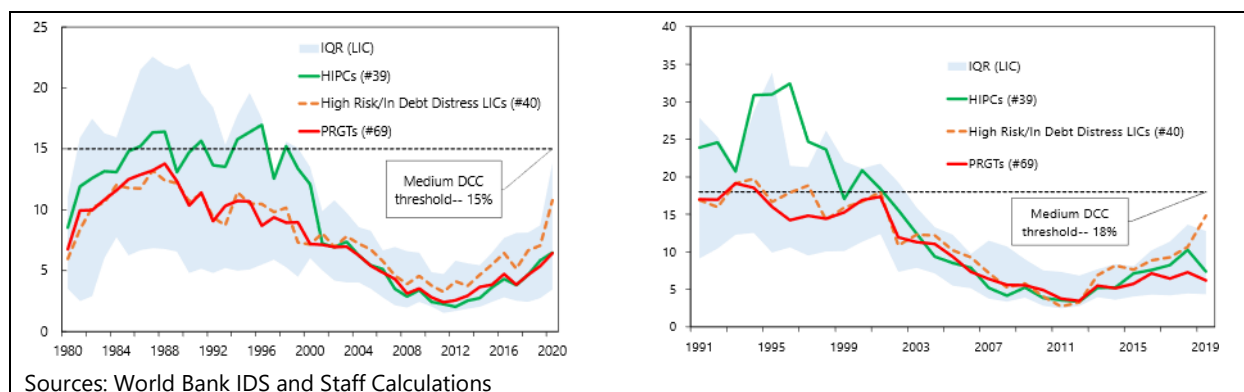 25
20
15
10
5
0
1980 1984 1988 1992 1996 2000 2004 2008 2012 2016 2020
IQR (LIC)
HIPCs (#39)
High Risk/In Debt Distress LICs (#40)
PRGTs (#69)
Medium DCC
threshold-- 15%
40
35
30
25
20
15
10
5
0
1991 1995 1999 2003 2007 2011 2015 2019
IQR (LIC)
HIPCs (#39)
High Risk/In Debt Distress LICs (#40)
PRGTs (#69)
Medium DCC
threshold-- 18%
Sources: World Bank IDS and Staff Calculations